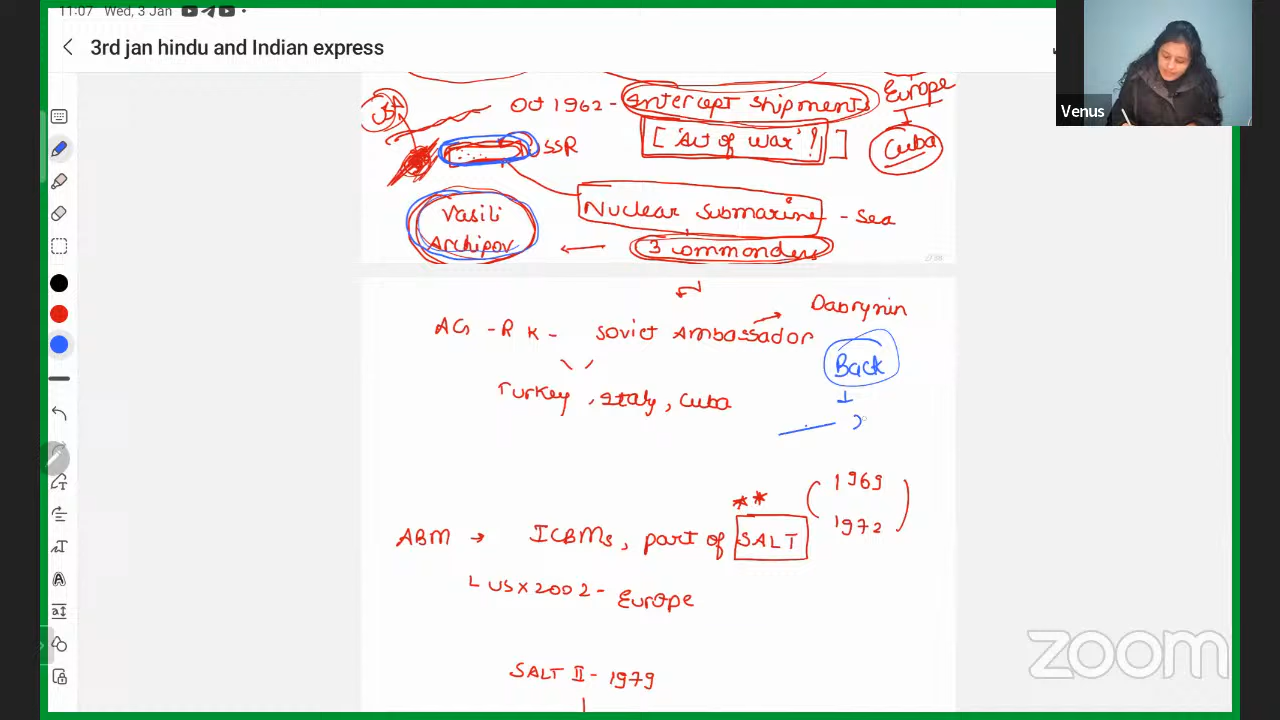 11:07 Wed, 3 Jan
3rd jan hindu and Indian express
Venus
Oct 1962 - Intercept shipments
Europe
Cuba
USSR
['Act of war'!]
Nuclear Submarine - Sea
Vasili
Archipov
3 commanders
Dabrynin
AG - R K - Soviet Ambassador
Back
Turkey, Italy, Cuba
1969
1972
ABM → ICBMs, part of SALT
**
US X 2002 - Europe
SALT II - 1979
zoom